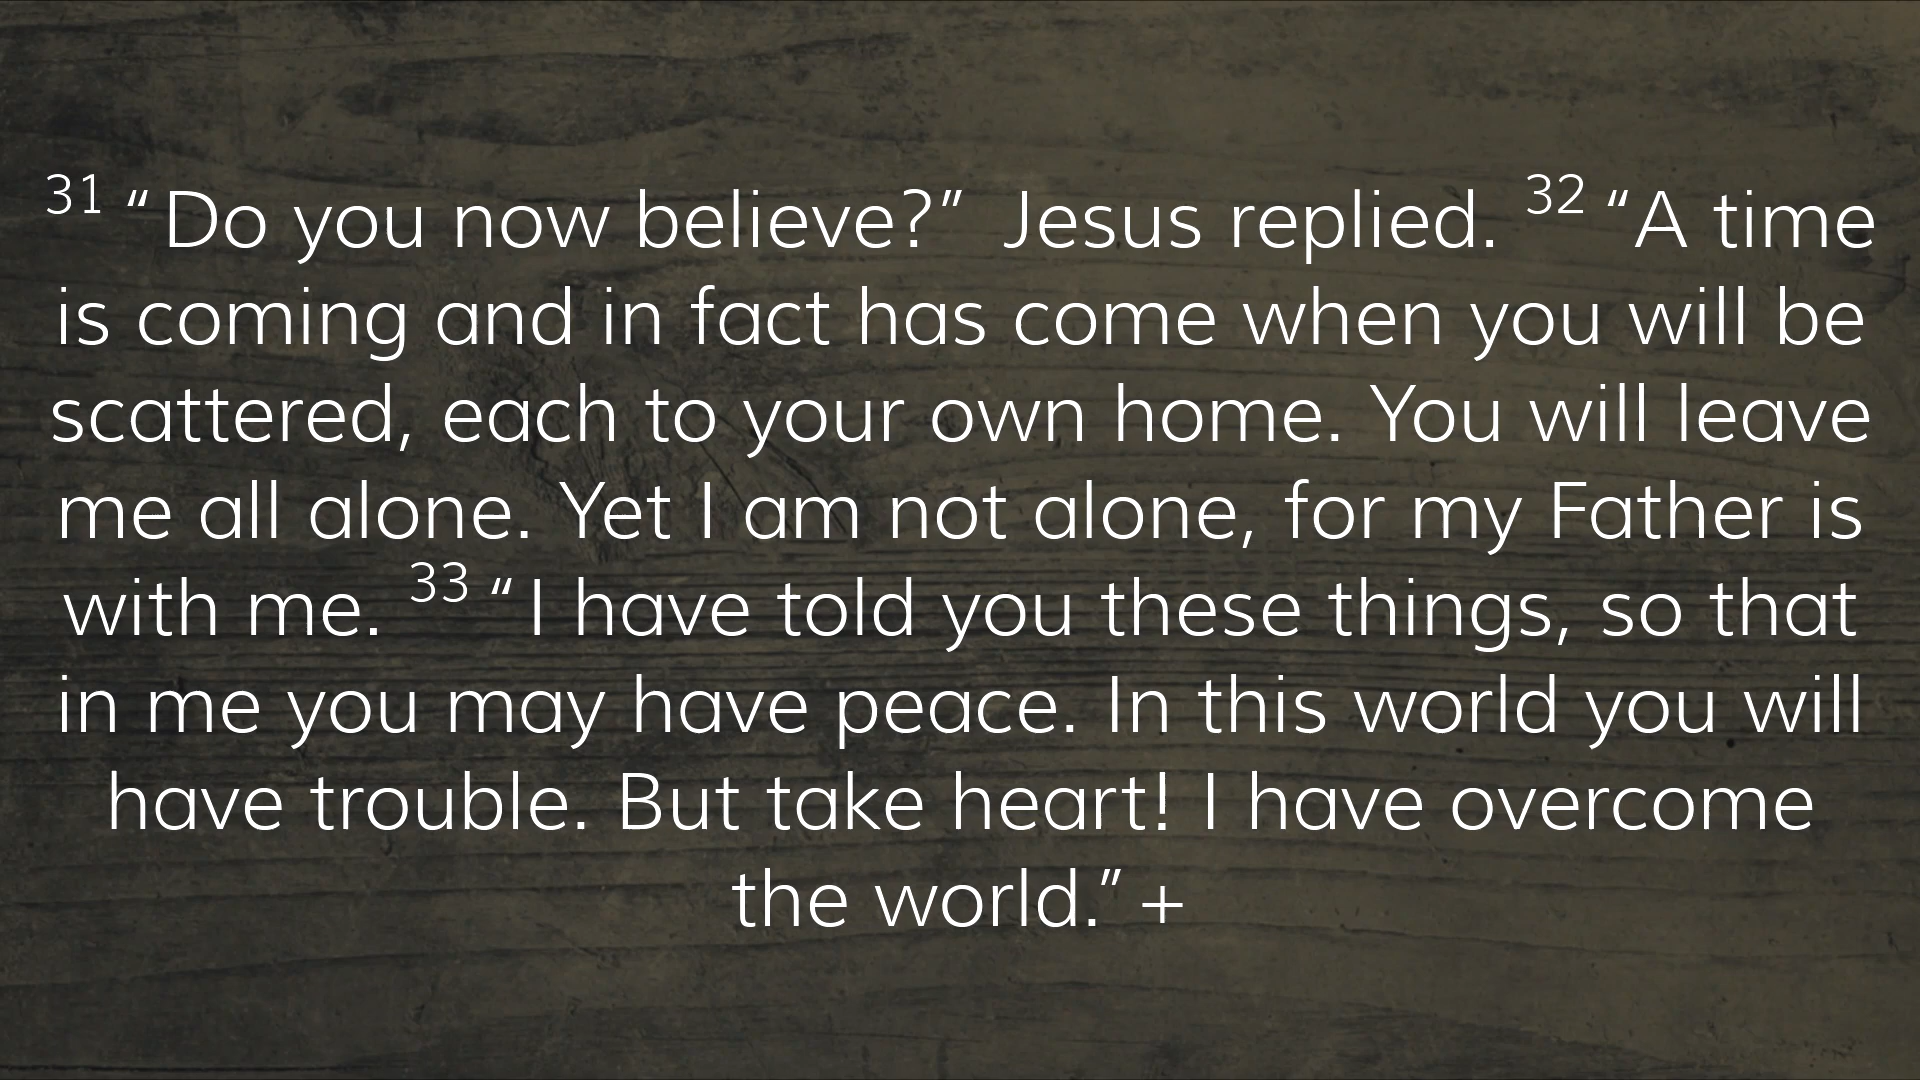 31 “Do you now believe?” Jesus replied. 32 “A time
is coming and in fact has come when you will be
scattered, each to your own home. You will leave
me all alone. Yet I am not alone, for my Father is
with me. 33 “I have told you these things, so that
in me you may have peace. In this world you will
have trouble. But take heart! I have overcome
the world.” +